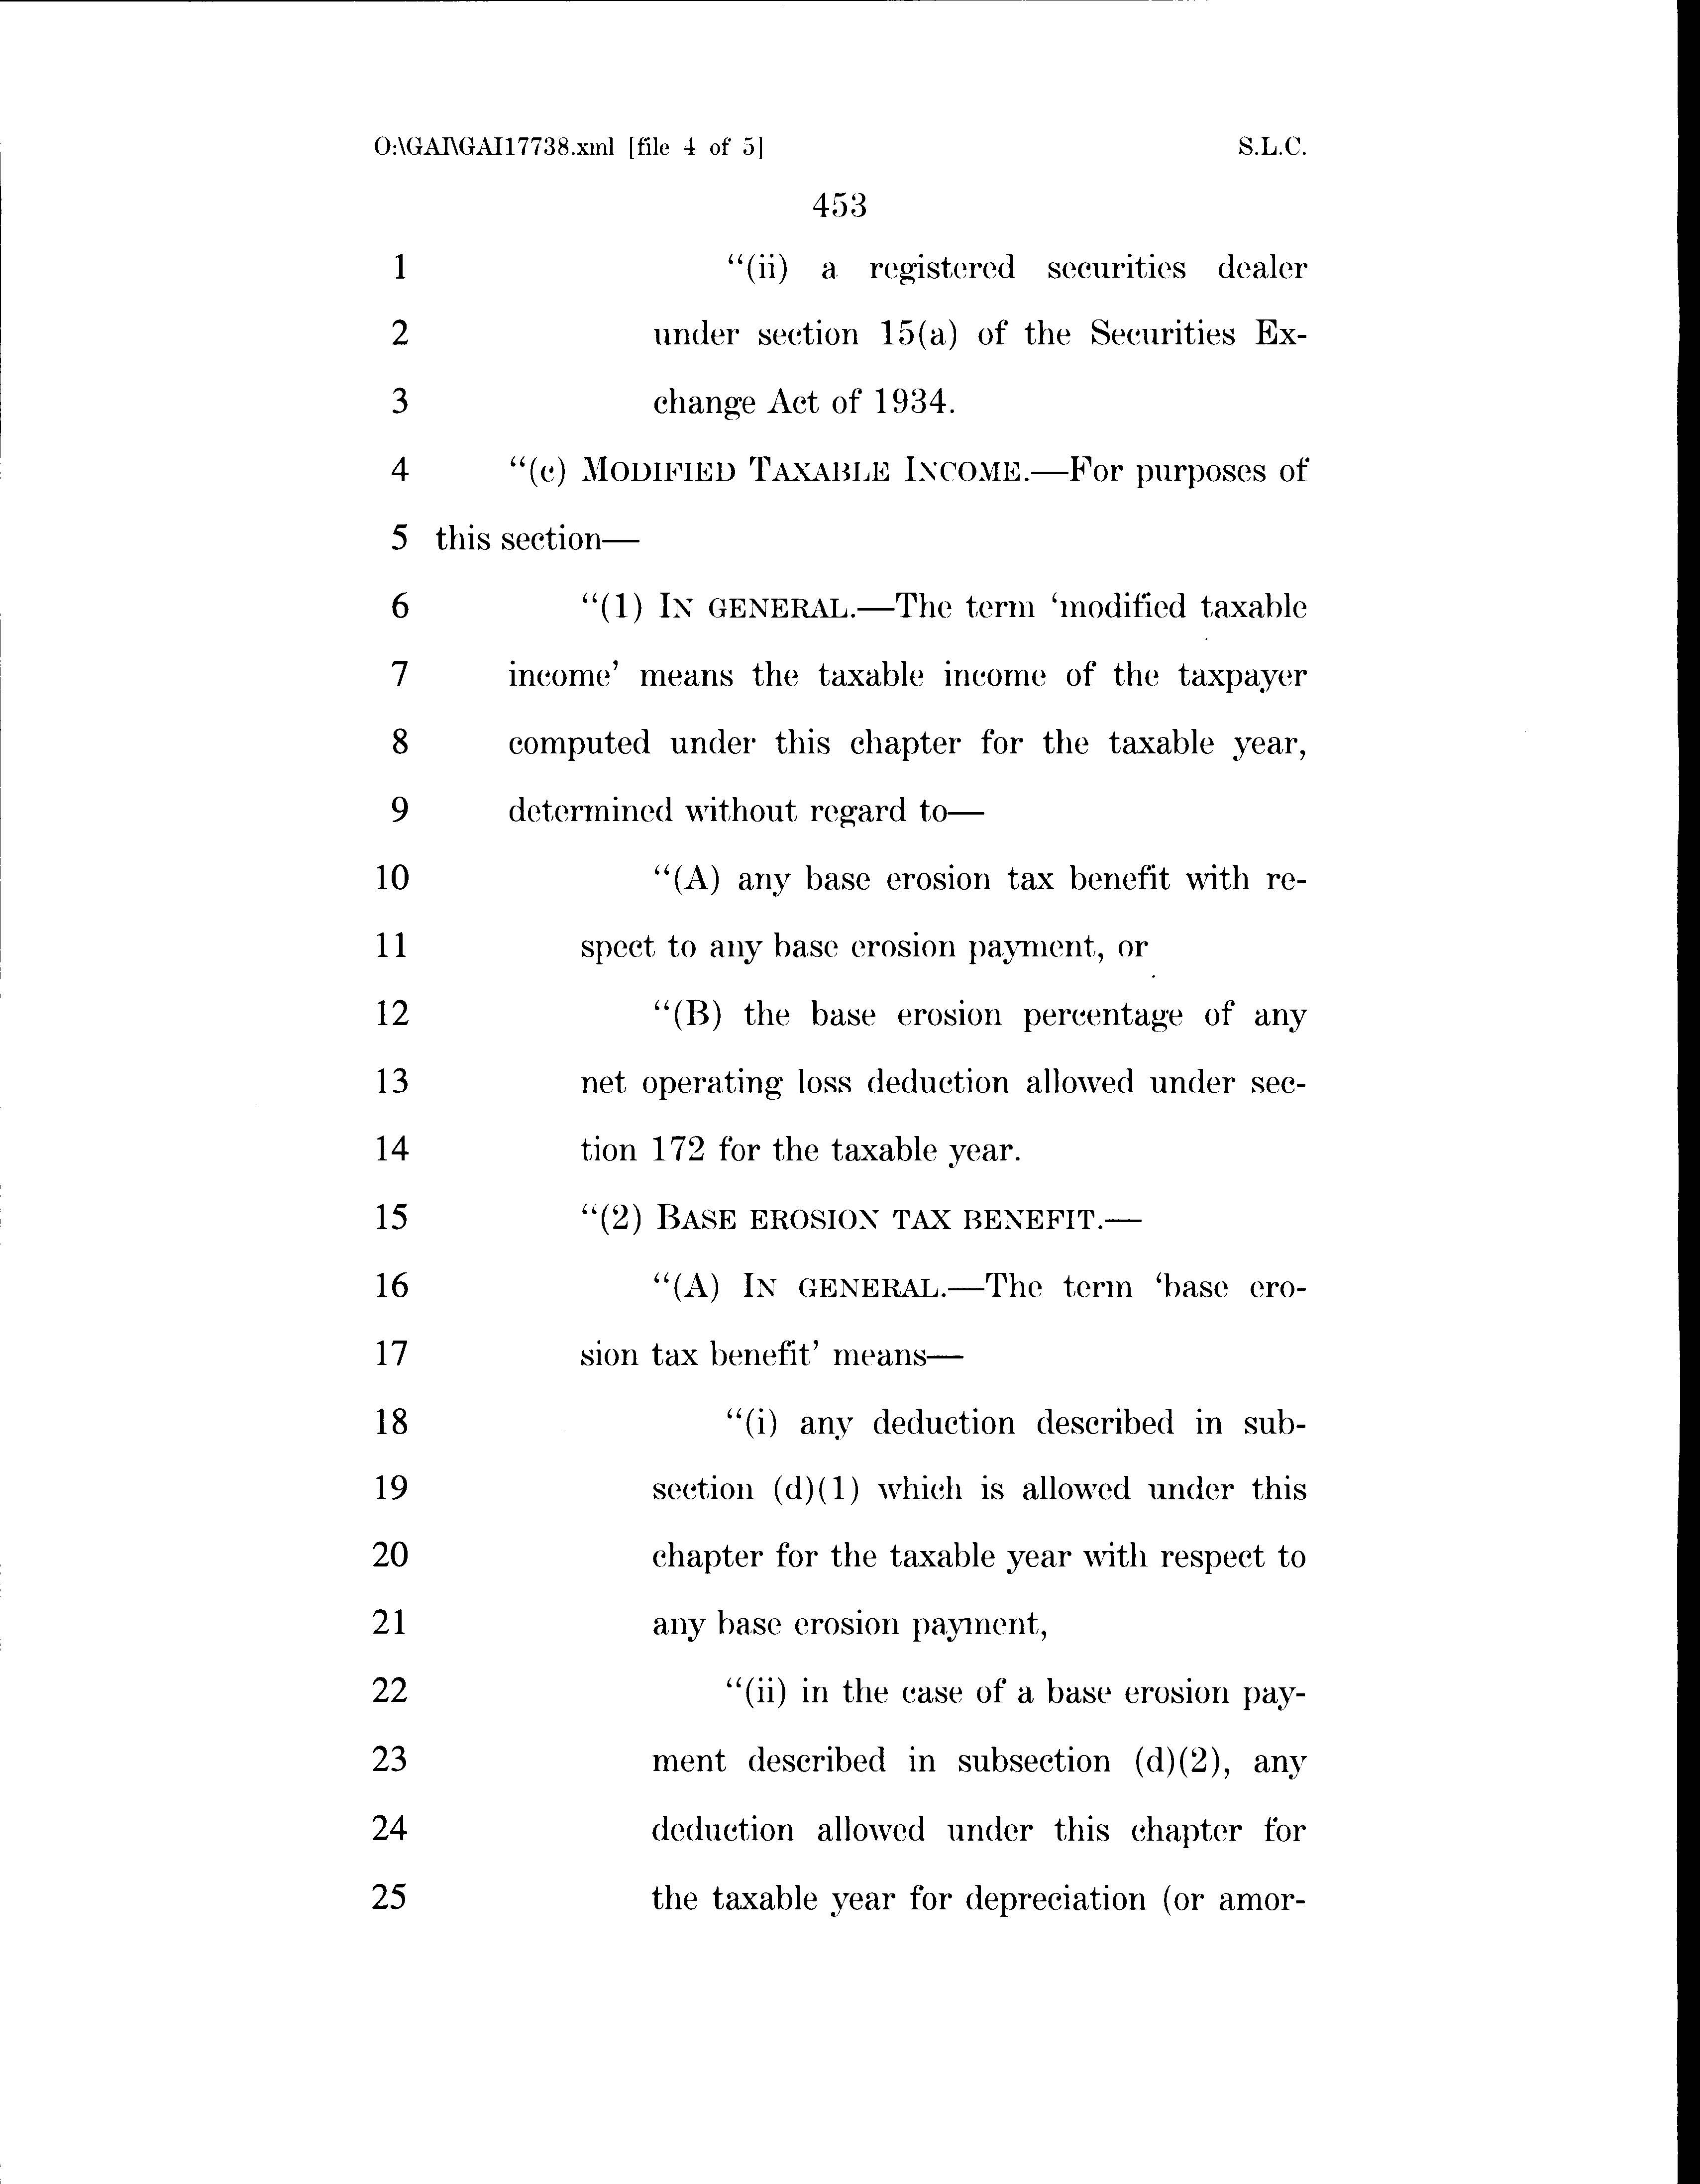 O:\GAI\GAI17738.xml [file 4 of 5] S.L.C.
453
1 “(ii) a registered securities dealer
2 under section 15(a) of the Securities Ex-
3 change Act of 1934.
4 “(c) MODIFIED TAXABLE INCOME.—For purposes of
5 this section—
6 “(1) IN GENERAL.—The term ‘modified taxable
7 income’ means the taxable income of the taxpayer
8 computed under this chapter for the taxable year,
9 determined without regard to—
10 “(A) any base erosion tax benefit with re-
11 spect to any base erosion payment, or
12 “(B) the base erosion percentage of any
13 net operating loss deduction allowed under sec-
14 tion 172 for the taxable year.
15 “(2) BASE EROSION TAX BENEFIT.—
16 “(A) IN GENERAL.—The term ‘base ero-
17 sion tax benefit’ means—
18 “(i) any deduction described in sub-
19 section (d)(1) which is allowed under this
20 chapter for the taxable year with respect to
21 any base erosion payment,
22 “(ii) in the case of a base erosion pay-
23 ment described in subsection (d)(2), any
24 deduction allowed under this chapter for
25 the taxable year for depreciation (or amor-